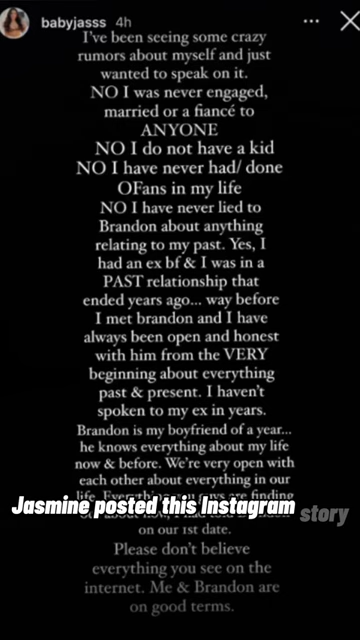 babyjasss 4h
I've been seeing some crazy
rumors about myself and just
wanted to speak on it.
NO I was never engaged,
married or a fiancé to
ANYONE
NO I do not have a kid
NO I have never had/ done
OFans in my life
NO I have never lied to
Brandon about anything
relating to my past. Yes, I
had an ex bf & I was in a
PAST relationship that
ended years ago... way before
I met brandon and I have
always been open and honest
with him from the VERY
beginning about everything
past & present. I haven't
spoken to my ex in years.
Brandon is my boyfriend of a year...
he knows everything about my life
now & before. We're very open with
each other about everything in our
life. Everything you guys are finding
Jasmine posted this Instagram story
on our 1st date.
Please don't believe
everything you see on the
internet. Me & Brandon are
on good terms.